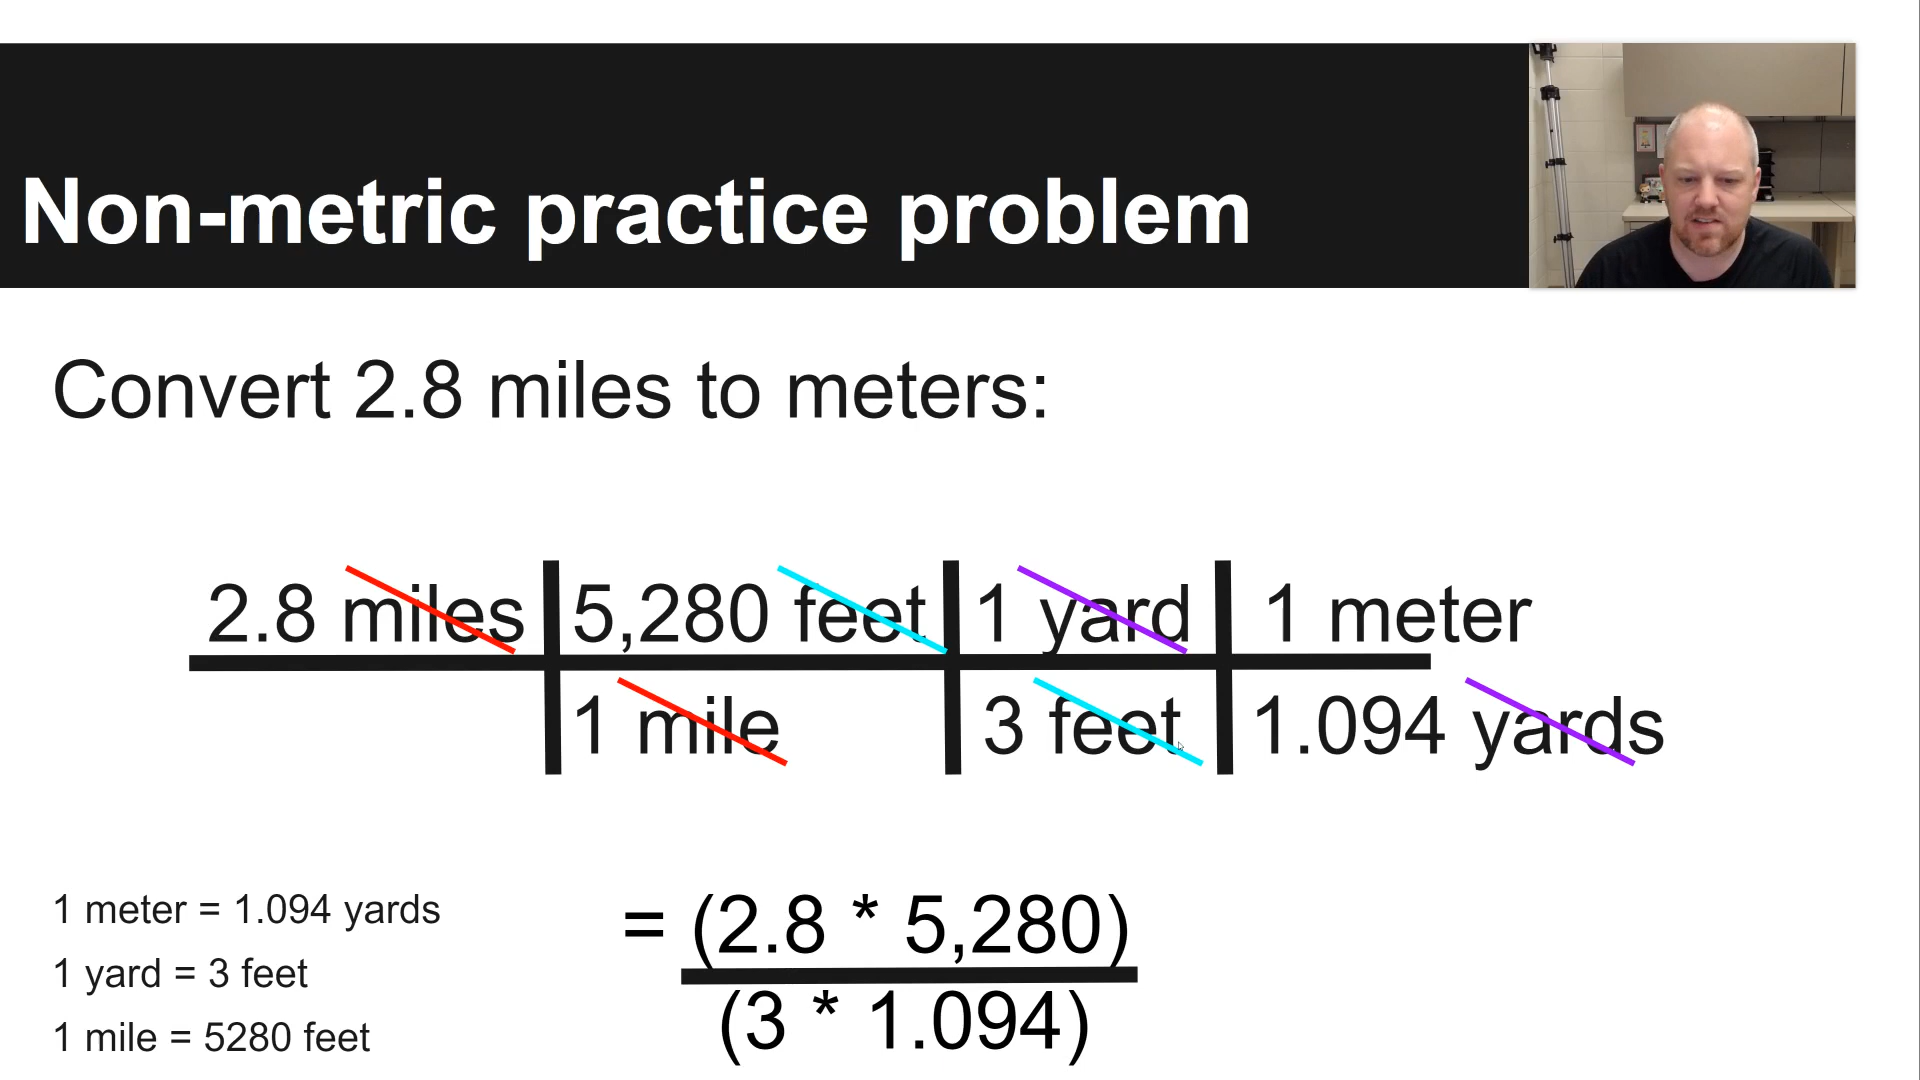 Non-metric practice problem
Convert 2.8 miles to meters:
2.8 miles 5,280 feet 1 yard 1 meter
1 mile 3 feet 1.094 yards
1 meter = 1.094 yards
1 yard = 3 feet
1 mile = 5280 feet
= (2.8 * 5,280)
(3 * 1.094)